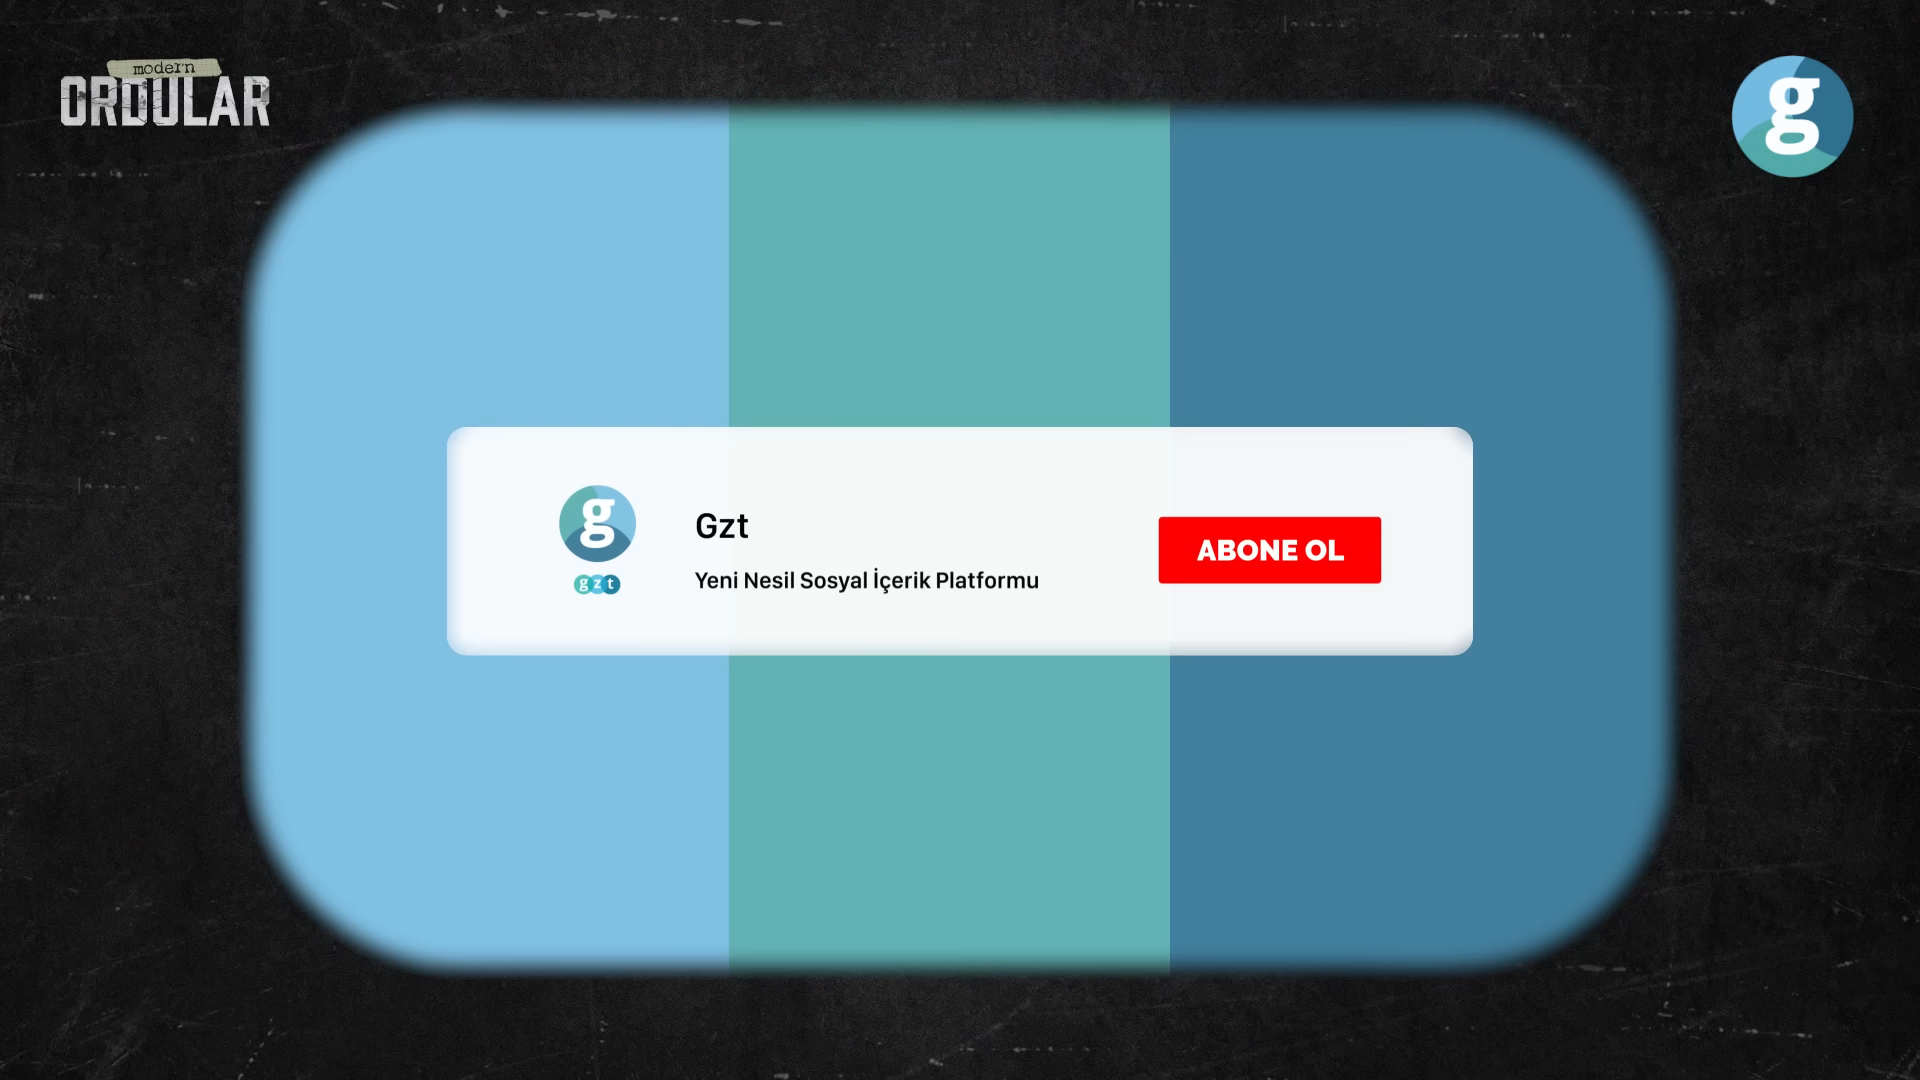 modern
ORDULAR
g
g
gzt
Gzt
Yeni Nesil Sosyal İçerik Platformu
ABONE OL